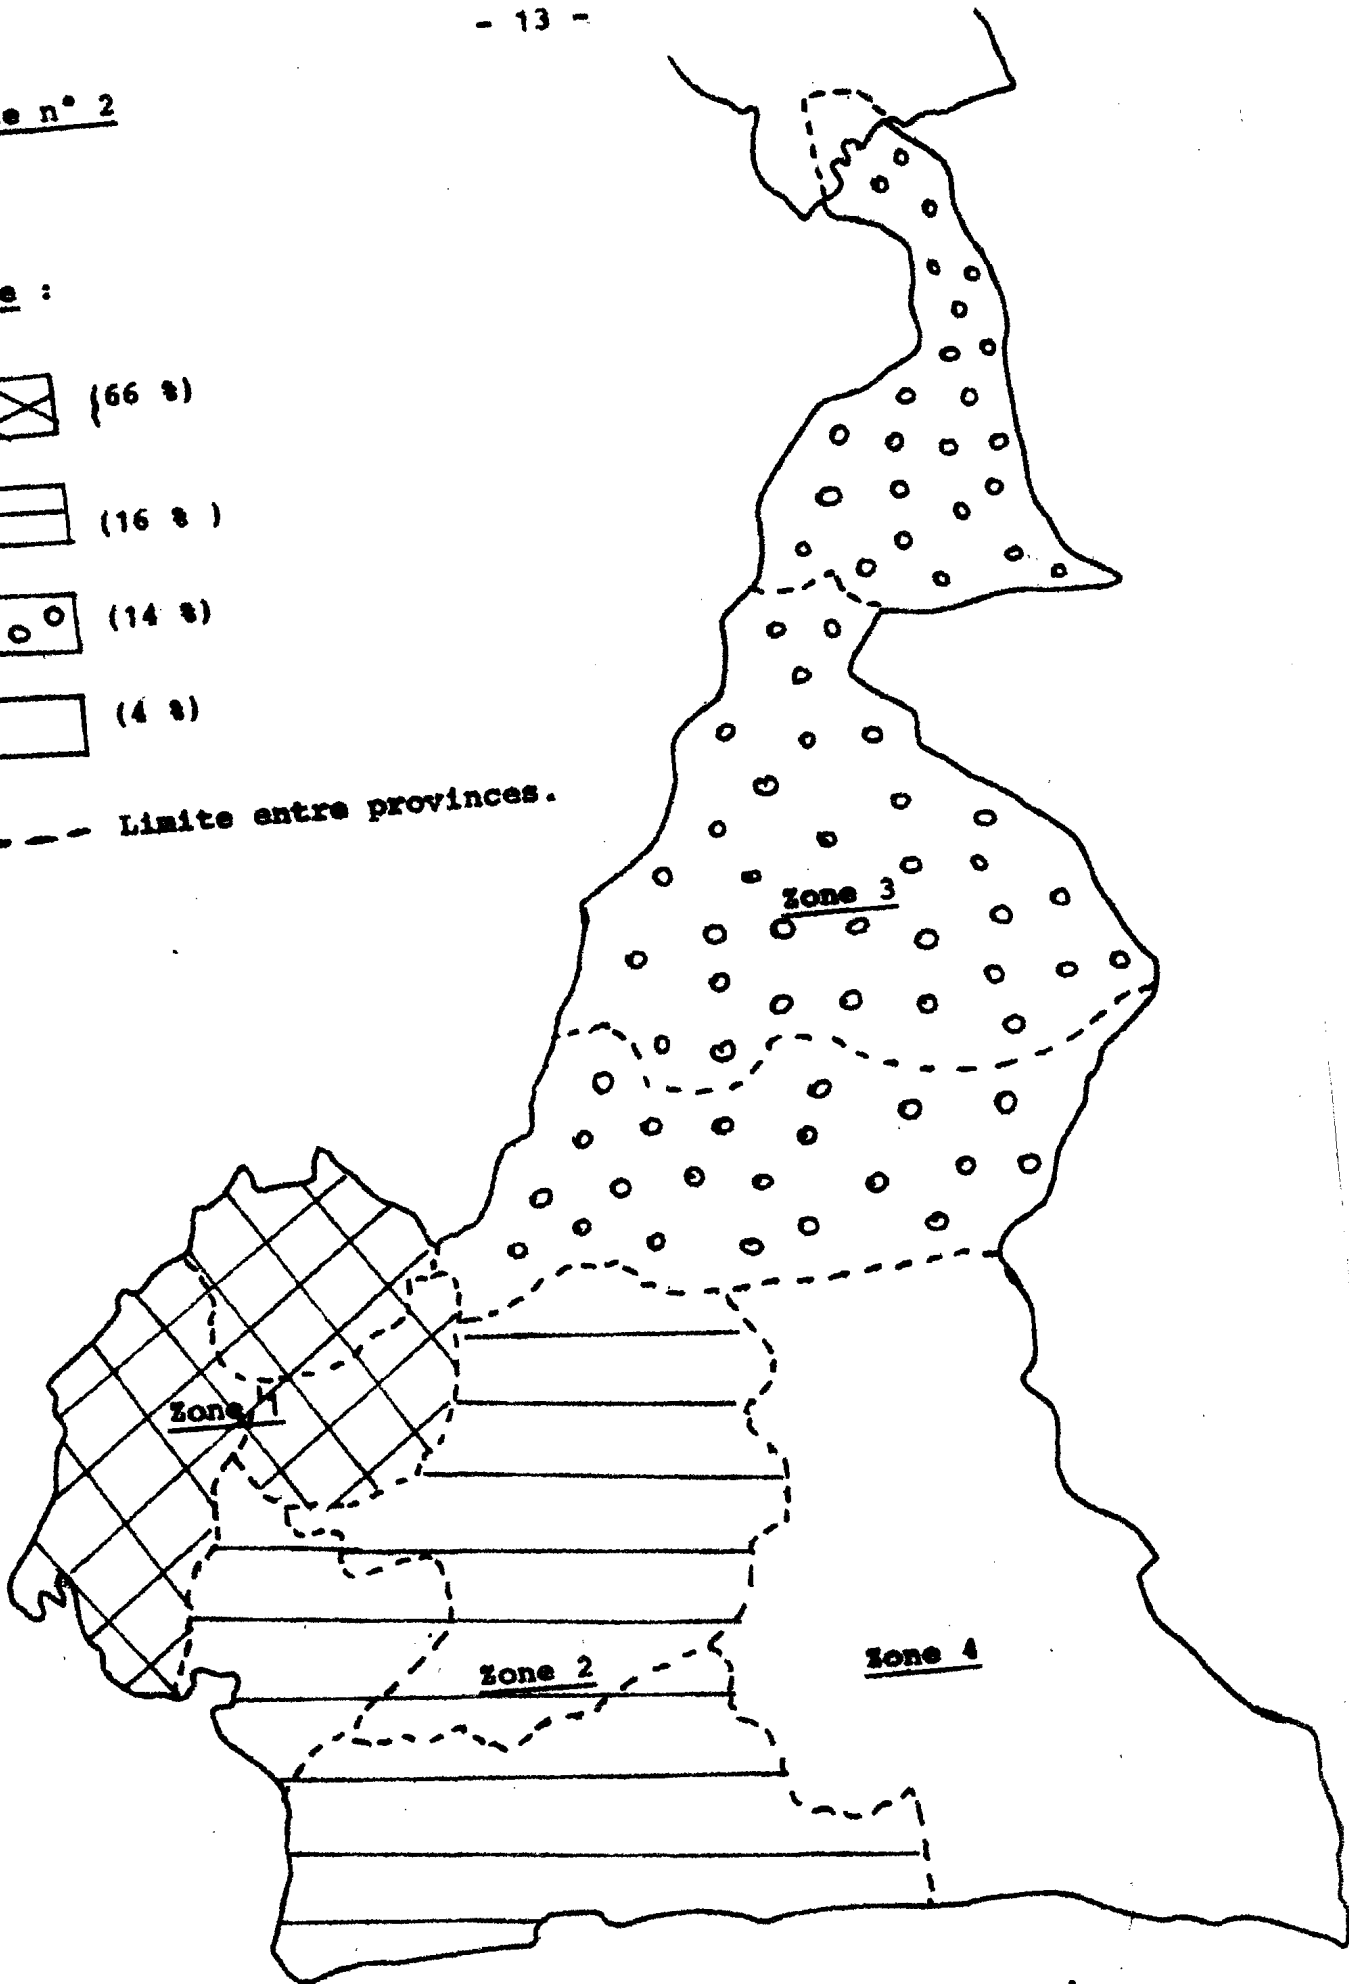 - 13 -
e n° 2
e :
(66 %)
(16 % )
(14 %)
(4 %)
Limite entre provinces.
Zone 3
Zone 1
Zone 2
Zone 4